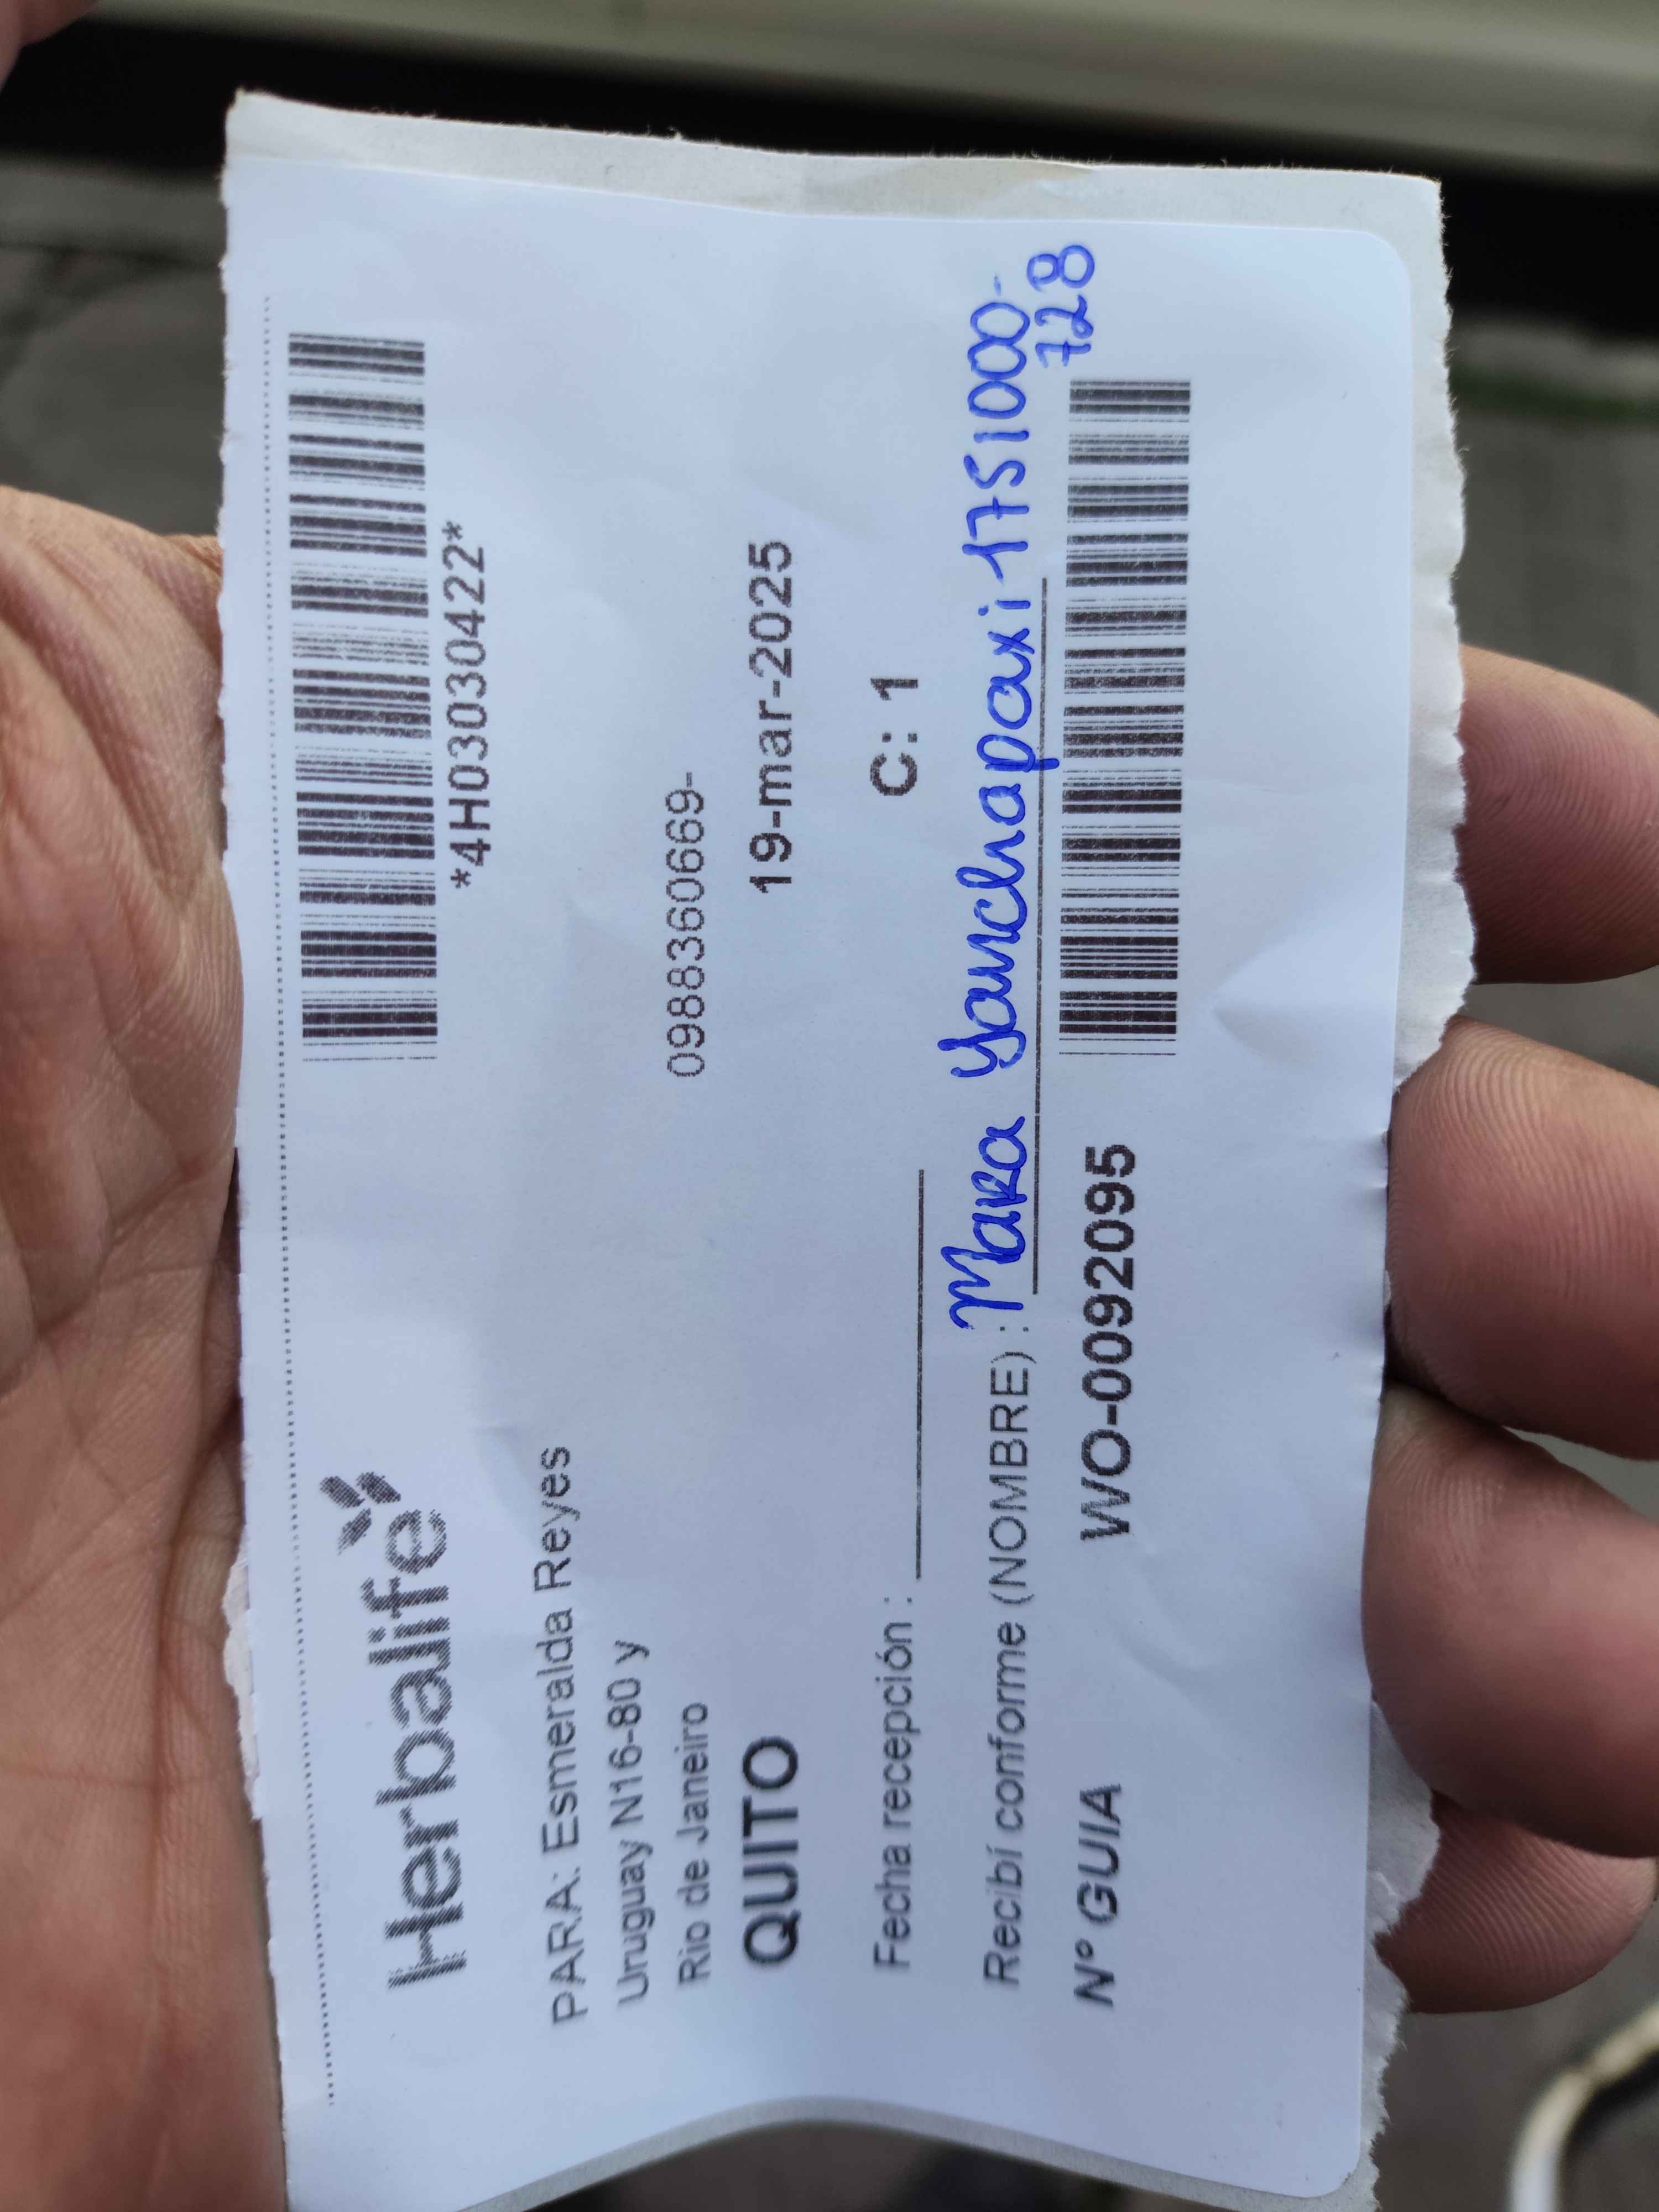 Herbalife
*4H03030422*
PARA: Esmeralda Reyes
Uruguay N16-80 y
Rio de Janeiro
0988360669-
QUITO
19-mar-2025
Fecha recepción : 
C: 1
Recibí conforme (NOMBRE) : Mara Yanchapaxi 1751000-
728
Nº GUIA WO-0092095